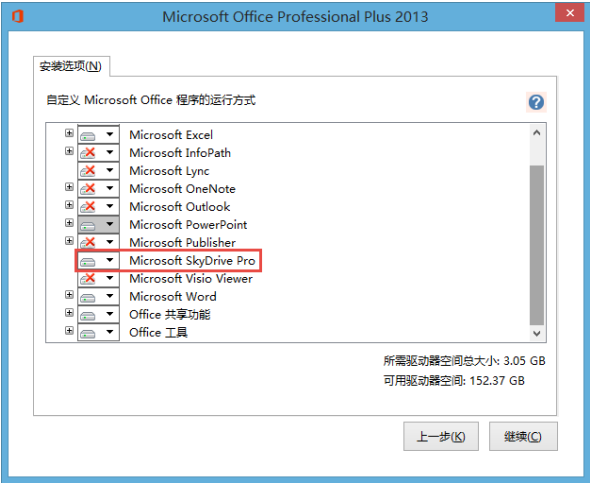 Microsoft Office Professional Plus 2013
安装选项(N)
自定义 Microsoft Office 程序的运行方式
Microsoft Excel
Microsoft InfoPath
Microsoft Lync
Microsoft OneNote
Microsoft Outlook
Microsoft PowerPoint
Microsoft Publisher
Microsoft SkyDrive Pro
Microsoft Visio Viewer
Microsoft Word
Office 共享功能
Office 工具
所需驱动器空间总大小: 3.05 GB
可用驱动器空间: 152.37 GB
上一步(K)
继续(C)